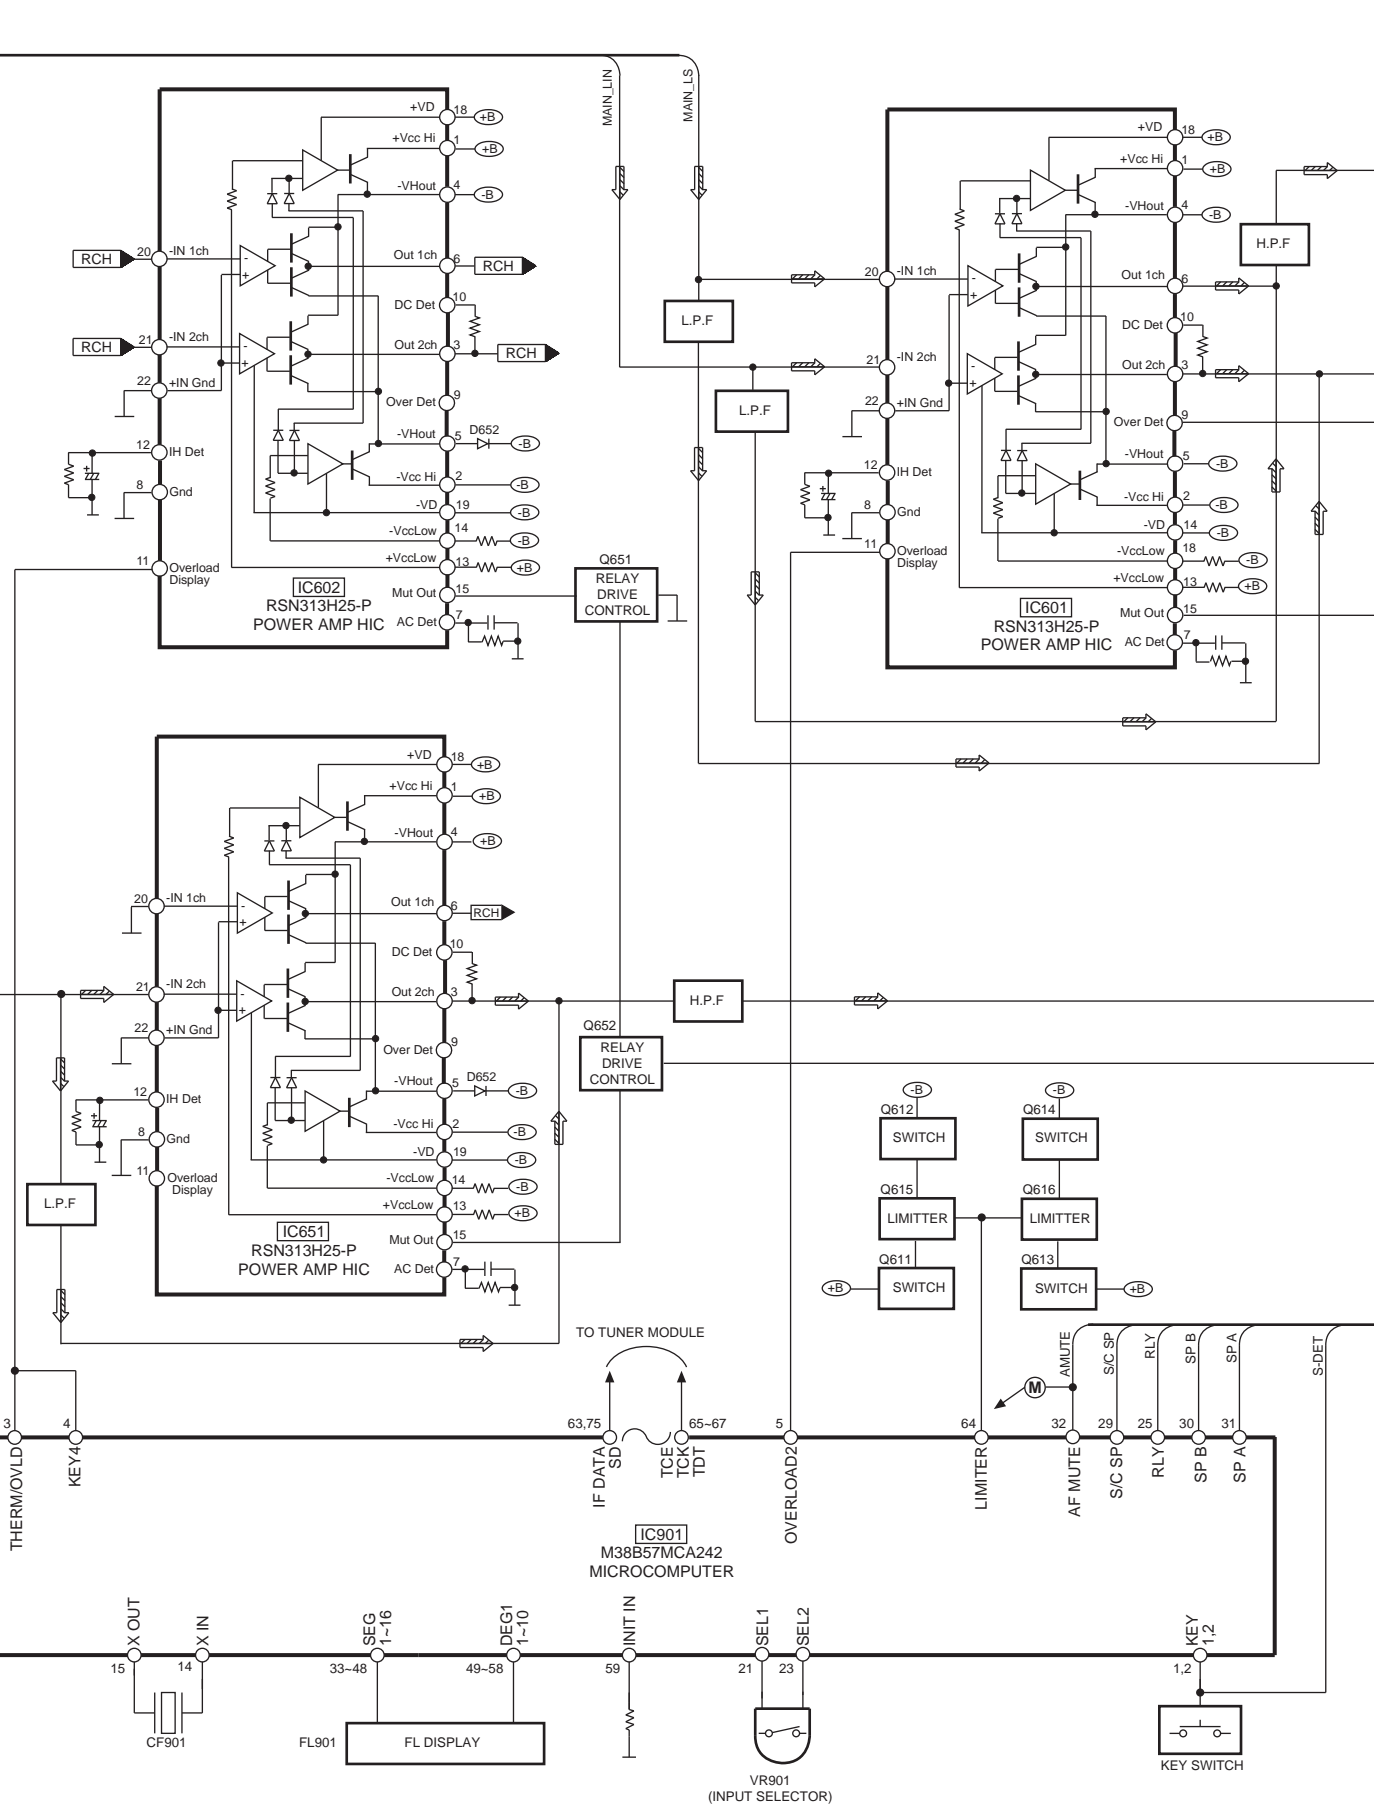 MAIN_LIN
MAIN_LS
+VD
18
+B
+Vcc Hi
1
+B
-VHout
4
-B
RCH
20
-IN 1ch
-
+
Out 1ch
6
RCH
DC Det
10
RCH
21
-IN 2ch
-
+
Out 2ch
3
RCH
22
+IN Gnd
Over Det
9
12
IH Det
+
-VHout
5
D652
-B
-Vcc Hi
2
-B
8
Gnd
-VD
19
-B
-VccLow
14
-B
11
Overload
Display
+VccLow
13
+B
IC602
RSN313H25-P
POWER AMP HIC
Mut Out
15
AC Det
7
Q651
RELAY
DRIVE
CONTROL
L.P.F
L.P.F
+VD
18
+B
+Vcc Hi
1
+B
-VHout
4
-B
H.P.F
20
-IN 1ch
-
+
Out 1ch
6
DC Det
10
21
-IN 2ch
-
+
Out 2ch
3
22
+IN Gnd
Over Det
9
12
IH Det
+
-VHout
5
-B
-Vcc Hi
2
-B
8
Gnd
-VD
14
-B
11
Overload
Display
-VccLow
18
-B
+VccLow
13
+B
IC601
RSN313H25-P
POWER AMP HIC
Mut Out
15
AC Det
7
+VD
18
+B
+Vcc Hi
1
+B
-VHout
4
+B
20
-IN 1ch
-
+
Out 1ch
6
RCH
DC Det
10
21
-IN 2ch
-
+
Out 2ch
3
H.P.F
22
+IN Gnd
Over Det
9
Q652
RELAY
DRIVE
CONTROL
12
IH Det
+
-VHout
5
D652
-B
-Vcc Hi
2
-B
8
Gnd
-VD
19
-B
11
Overload
Display
-VccLow
14
-B
L.P.F
+VccLow
13
+B
IC651
RSN313H25-P
POWER AMP HIC
Mut Out
15
AC Det
7
-B
-B
Q612
SWITCH
Q614
SWITCH
Q615
LIMITTER
Q616
LIMITTER
Q611
+B
SWITCH
Q613
SWITCH
+B
TO TUNER MODULE
AMUTE
S/C SP
RLY
SP B
SP A
S-DET
M
3
4
63,75
65~67
5
64
32
29
25
30
31
THERM/OVLD
KEY4
IF DATA
SD
TCE
TCK
TDT
OVERLOAD2
LIMITER
AF MUTE
S/C SP
RLY
SP B
SP A
IC901
M38B57MCA242
MICROCOMPUTER
X OUT
X IN
SEG
1~16
DEG1
1~10
INIT IN
SEL1
SEL2
KEY
1,2
15
14
33~48
49~58
59
21
23
1,2
CF901
FL901
FL DISPLAY
VR901
(INPUT SELECTOR)
KEY SWITCH